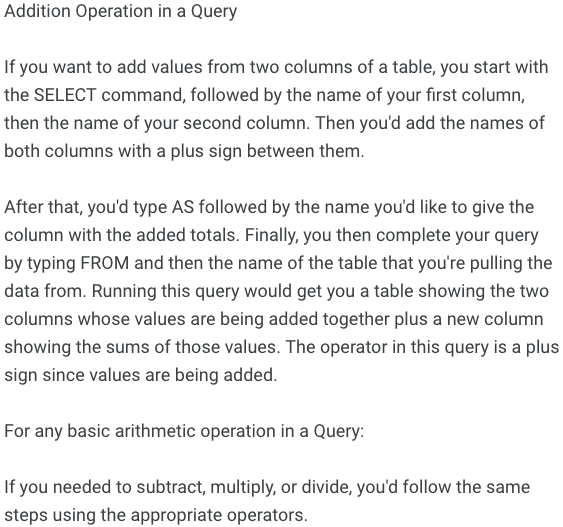 Addition Operation in a Query
If you want to add values from two columns of a table, you start with
the SELECT command, followed by the name of your first column,
then the name of your second column. Then you'd add the names of
both columns with a plus sign between them.
After that, you'd type AS followed by the name you'd like to give the
column with the added totals. Finally, you then complete your query
by typing FROM and then the name of the table that you're pulling the
data from. Running this query would get you a table showing the two
columns whose values are being added together plus a new column
showing the sums of those values. The operator in this query is a plus
sign since values are being added.
For any basic arithmetic operation in a Query:
If you needed to subtract, multiply, or divide, you'd follow the same
steps using the appropriate operators.